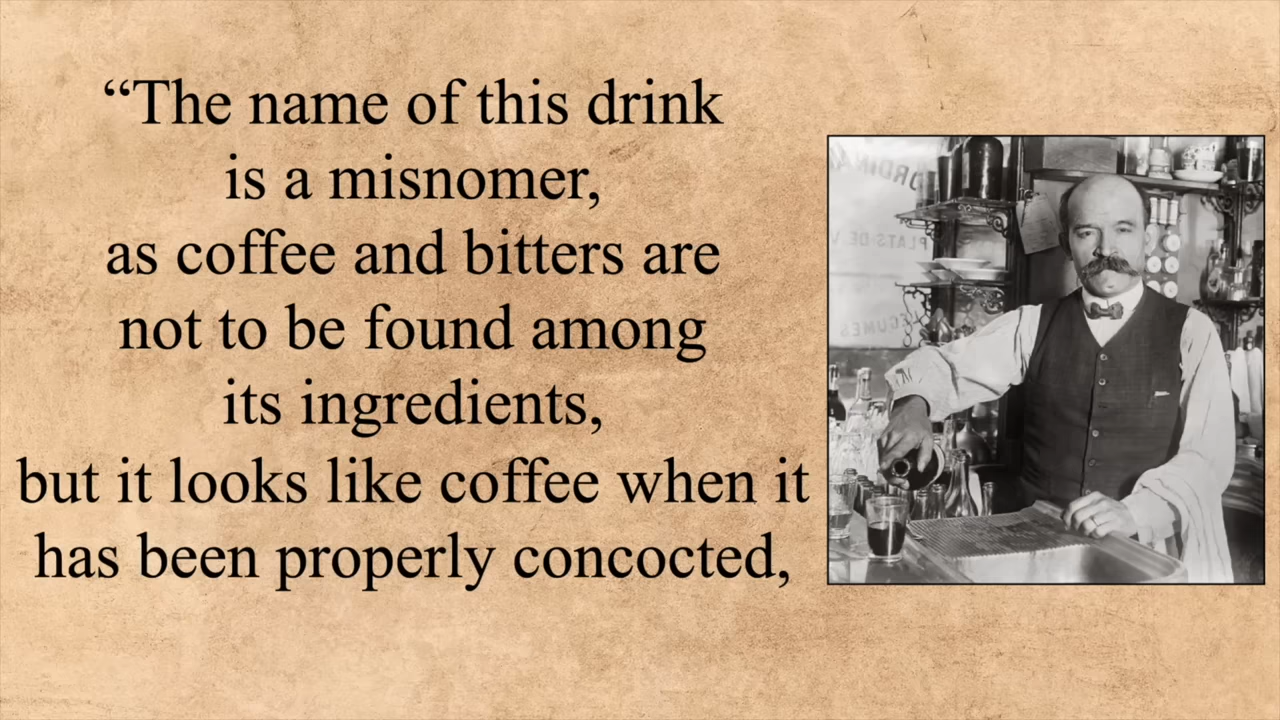 “The name of this drink
is a misnomer,
as coffee and bitters are
not to be found among
its ingredients,
but it looks like coffee when it
has been properly concocted,